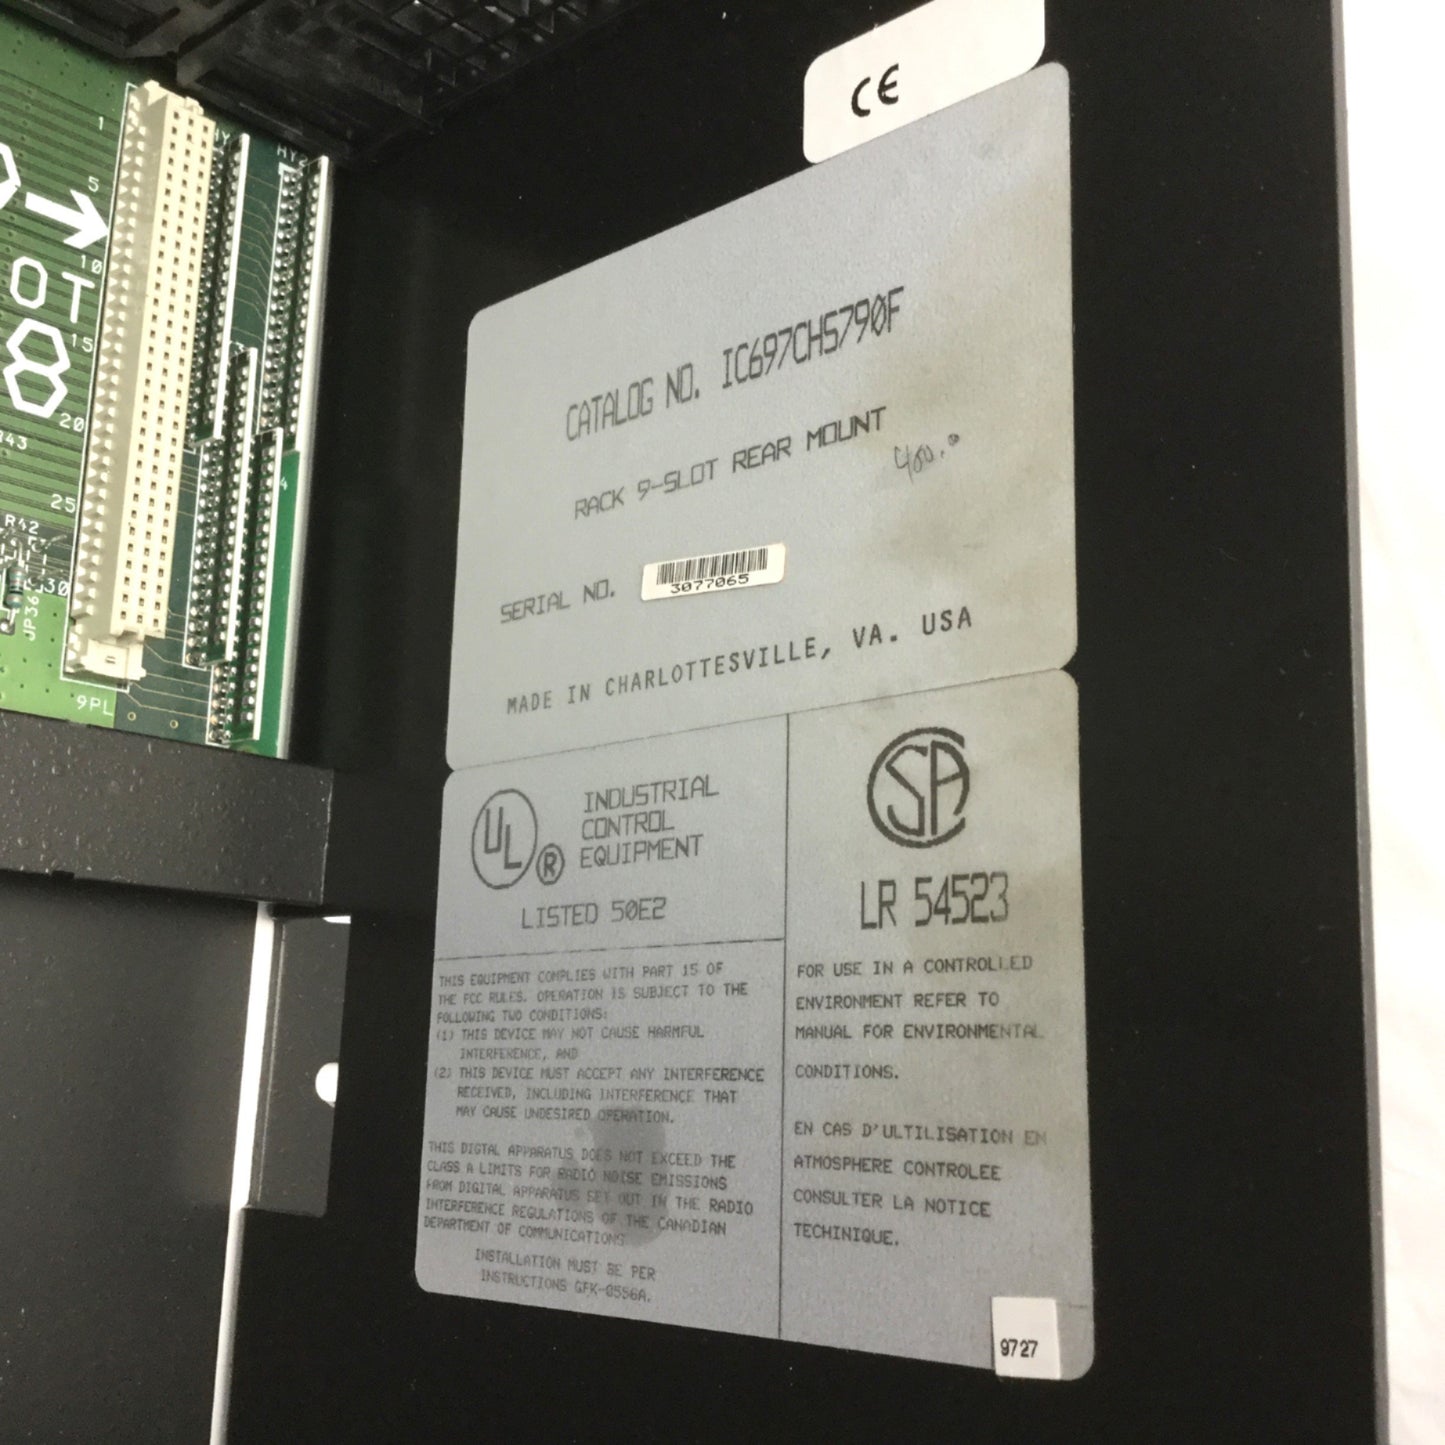 CE
CATALOG NO. IC697CHS790F
RACK 9-SLOT REAR MOUNT
400.00
SERIAL NO. 3077065
MADE IN CHARLOTTESVILLE, VA. USA
UL ®
INDUSTRIAL
CONTROL
EQUIPMENT
LISTED 50E2
THIS EQUIPMENT COMPLIES WITH PART 15 OF
THE FCC RULES. OPERATION IS SUBJECT TO THE
FOLLOWING TWO CONDITIONS:
(1) THIS DEVICE MAY NOT CAUSE HARMFUL
INTERFERENCE, AND
(2) THIS DEVICE MUST ACCEPT ANY INTERFERENCE
RECEIVED, INCLUDING INTERFERENCE THAT
MAY CAUSE UNDESIRED OPERATION.
THIS DIGTAL APPARATUS DOES NOT EXCEED THE
CLASS A LIMITS FOR RADIO NOISE EMISSIONS
FROM DIGITAL APPARATUS SET OUT IN THE RADIO
INTERFERENCE REGULATIONS OF THE CANADIAN
DEPARTMENT OF COMMUNICATIONS
INSTALLATION MUST BE PER
INSTRUCTIONS GFK-0556A.
CSA
LR 54523
FOR USE IN A CONTROLLED
ENVIRONMENT REFER TO
MANUAL FOR ENVIRONMENTAL
CONDITIONS.
EN CAS D'ULTILISATION EN
ATMOSPHERE CONTROLEE
CONSULTER LA NOTICE
TECHINIQUE.
9727
1
5
10
OT
15
8
20
R43
25
R42
30
JP36
9PL
HY2
4